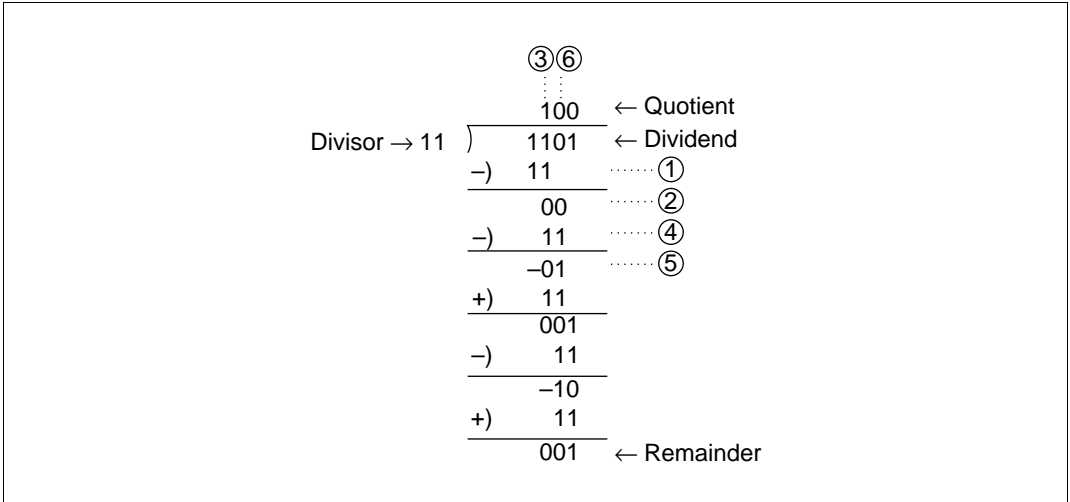 ③⑥
100 ← Quotient
Divisor → 11 ) 1101 ← Dividend
–) 11 ······· ①
00 ······· ②
–) 11 ······· ④
–01 ······· ⑤
+) 11
001
–) 11
–10
+) 11
001 ← Remainder